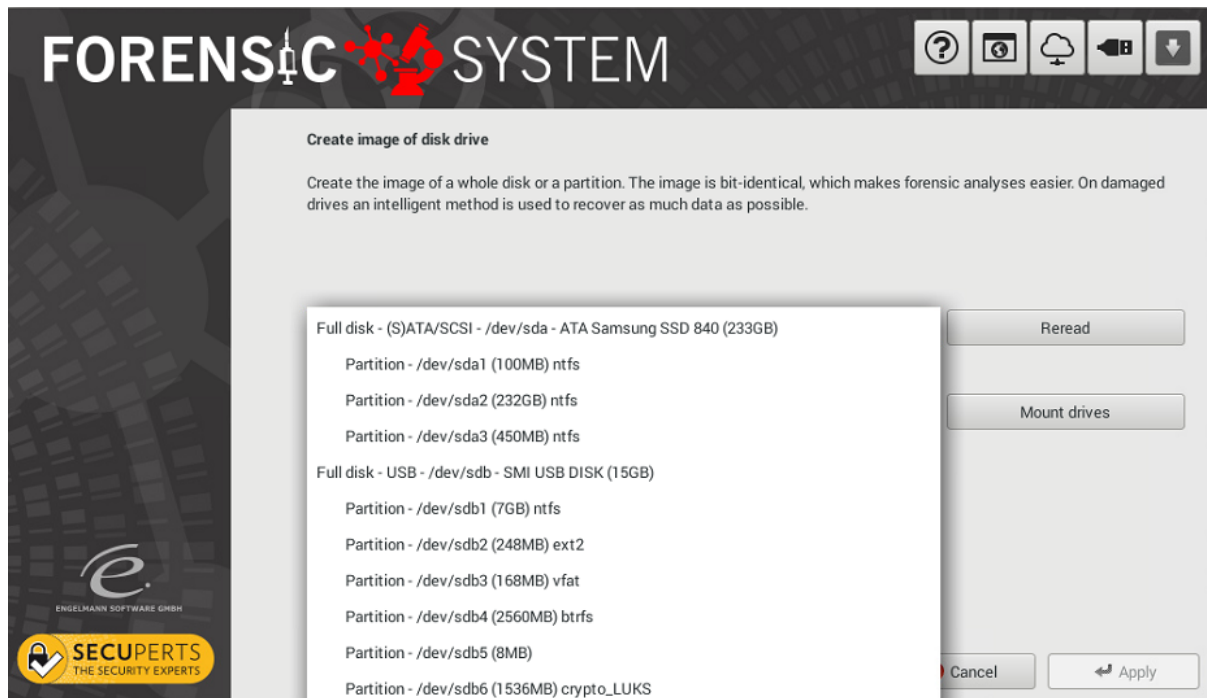 FORENSIC SYSTEM
Create image of disk drive
Create the image of a whole disk or a partition. The image is bit-identical, which makes forensic analyses easier. On damaged
drives an intelligent method is used to recover as much data as possible.
Full disk - (S)ATA/SCSI - /dev/sda - ATA Samsung SSD 840 (233GB)
Reread
Partition - /dev/sda1 (100MB) ntfs
Partition - /dev/sda2 (232GB) ntfs
Mount drives
Partition - /dev/sda3 (450MB) ntfs
Full disk - USB - /dev/sdb - SMI USB DISK (15GB)
Partition - /dev/sdb1 (7GB) ntfs
Partition - /dev/sdb2 (248MB) ext2
Partition - /dev/sdb3 (168MB) vfat
Partition - /dev/sdb4 (2560MB) btrfs
Partition - /dev/sdb5 (8MB)
Partition - /dev/sdb6 (1536MB) crypto_LUKS
Cancel
Apply
e.
ENGELMANN SOFTWARE GMBH
SECUPERTS
THE SECURITY EXPERTS